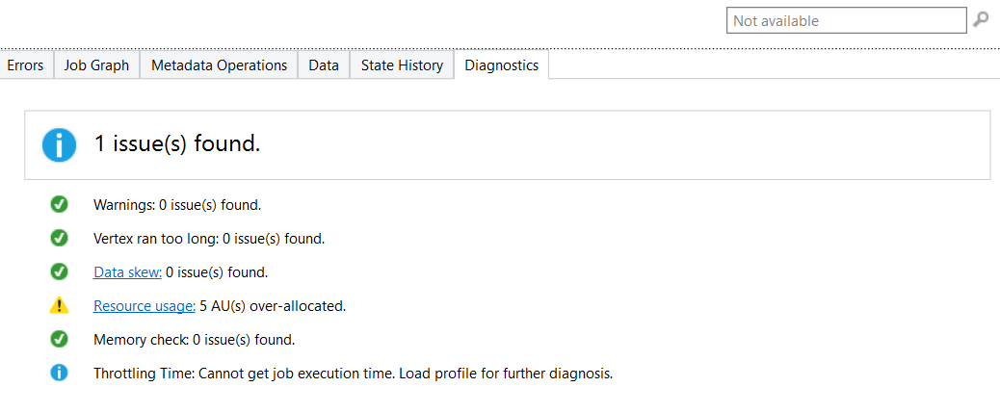 Not available
Errors Job Graph Metadata Operations Data State History Diagnostics
1 issue(s) found.
Warnings: 0 issue(s) found.
Vertex ran too long: 0 issue(s) found.
Data skew: 0 issue(s) found.
Resource usage: 5 AU(s) over-allocated.
Memory check: 0 issue(s) found.
Throttling Time: Cannot get job execution time. Load profile for further diagnosis.